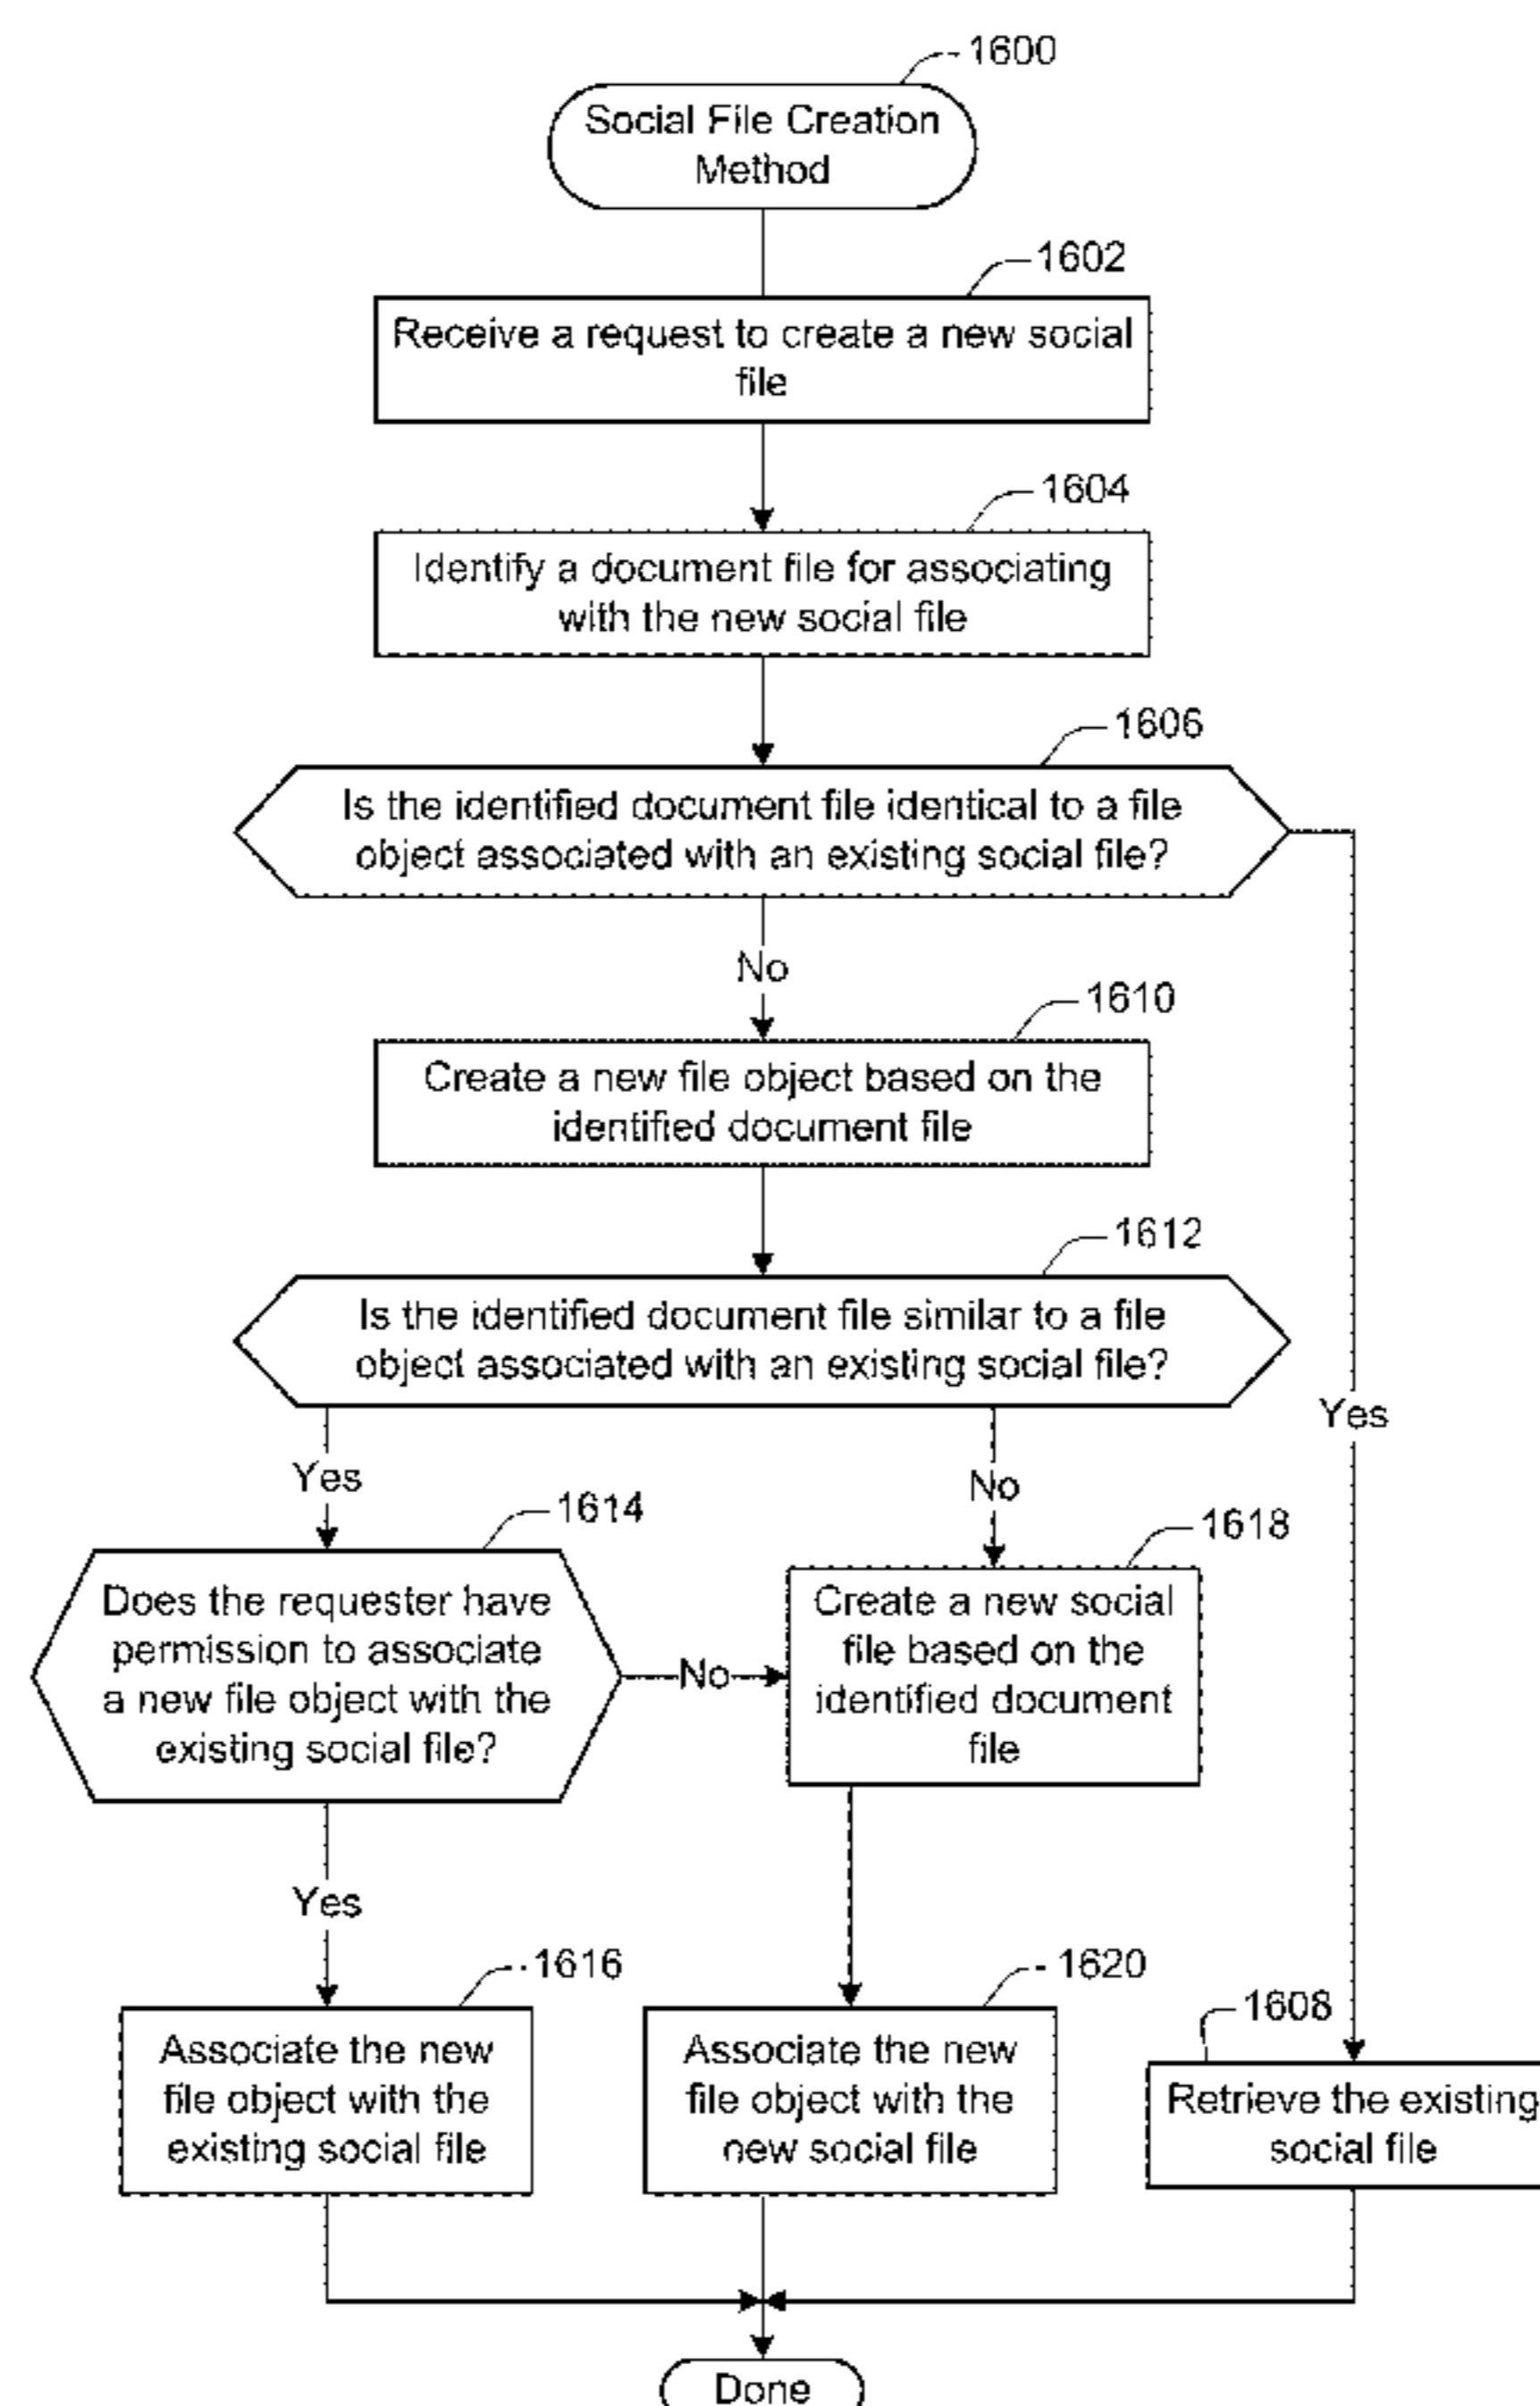 1600
Social File Creation
Method
1602
Receive a request to create a new social
file
1604
Identify a document file for associating
with the new social file
1606
Is the identified document file identical to a file
object associated with an existing social file?
No
1610
Create a new file object based on the
identified document file
1612
Is the identified document file similar to a file
object associated with an existing social file?
Yes
Yes
No
1614
1618
Does the requester have
permission to associate
a new file object with the
existing social file?
No
Create a new social
file based on the
identified document
file
Yes
1616
1620
1608
Associate the new
file object with the
existing social file
Associate the new
file object with the
new social file
Retrieve the existing
social file
Done